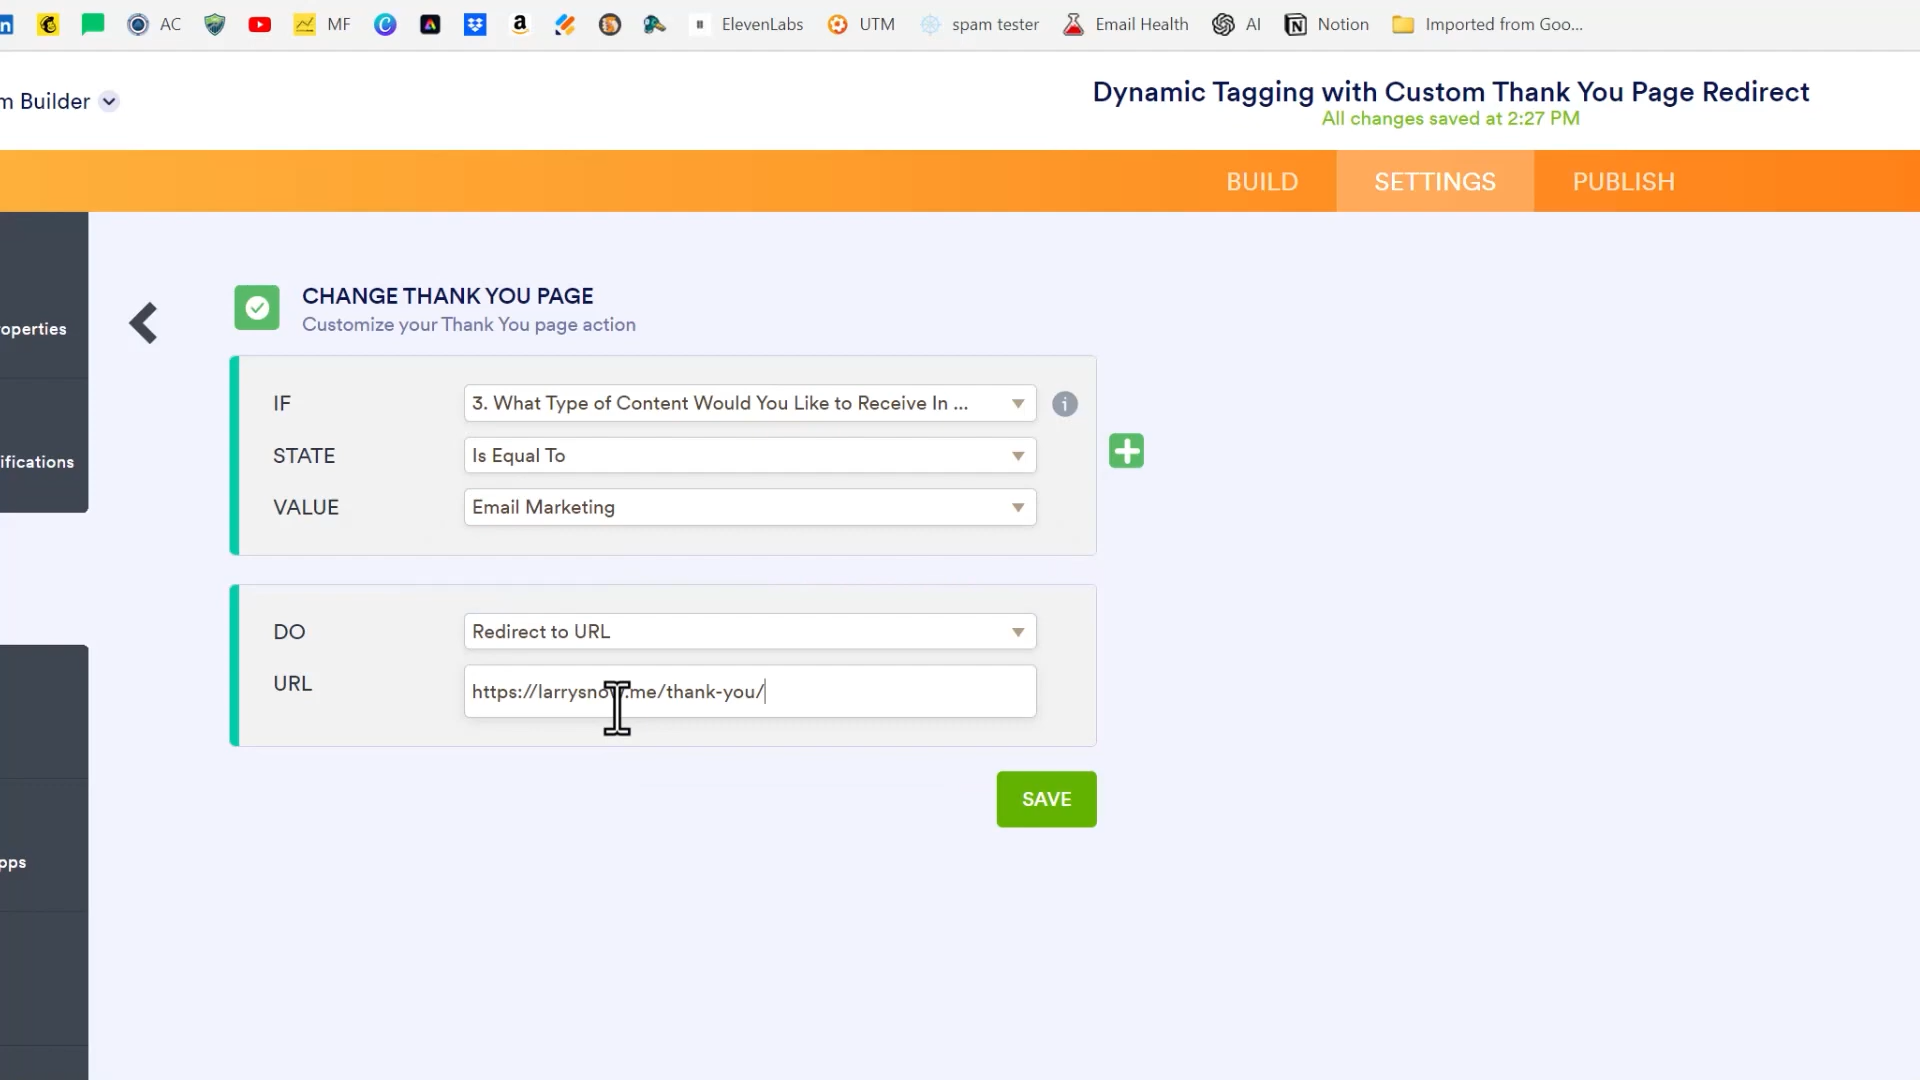 AC
MF
ElevenLabs
UTM
spam tester
Email Health
AI
Notion
Imported from Goo...
m Builder
Dynamic Tagging with Custom Thank You Page Redirect
All changes saved at 2:27 PM
BUILD
SETTINGS
PUBLISH
operties
ifications
pps
CHANGE THANK YOU PAGE
Customize your Thank You page action
IF
3. What Type of Content Would You Like to Receive In ...
STATE
Is Equal To
VALUE
Email Marketing
DO
Redirect to URL
URL
https://larrysnow.me/thank-you/
SAVE